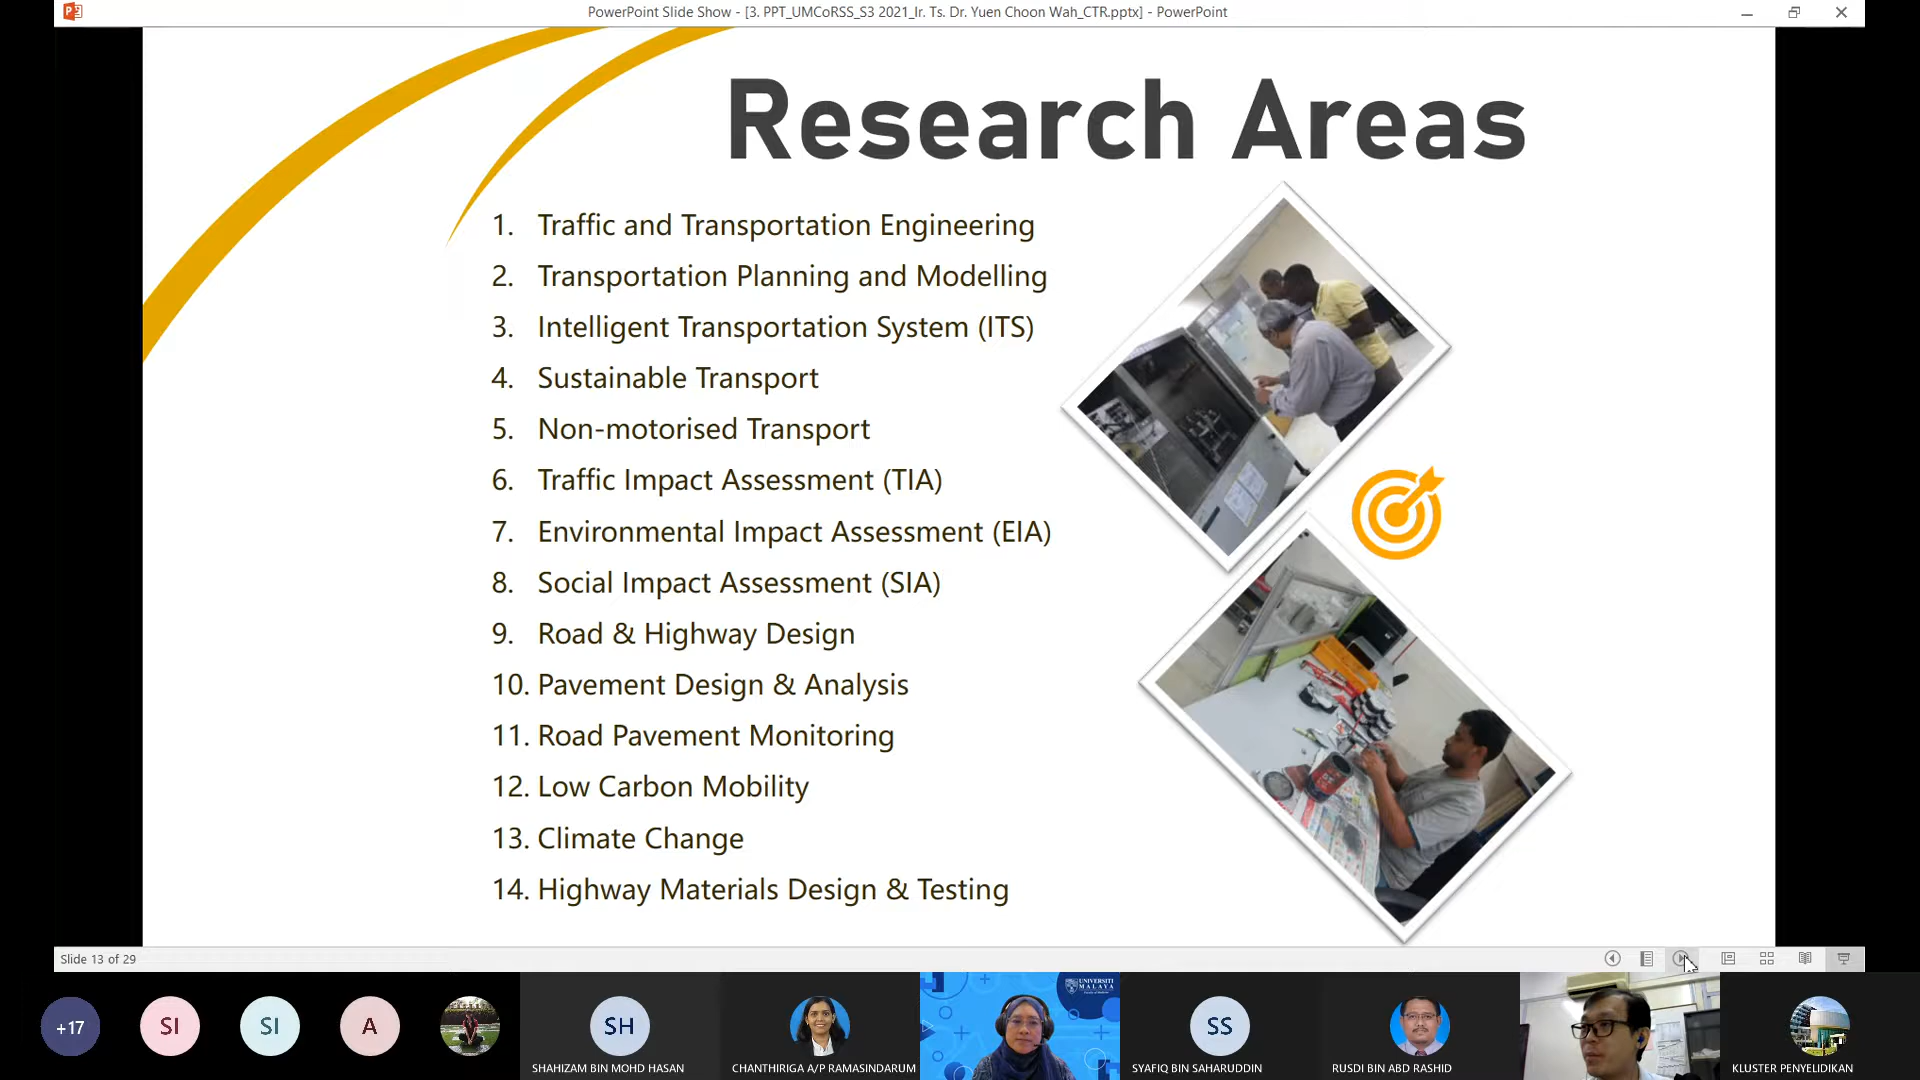 PowerPoint Slide Show - [3. PPT_UMCoRSS_S3 2021_Ir. Ts. Dr. Yuen Choon Wah_CTR.pptx] - PowerPoint
Research Areas
1. Traffic and Transportation Engineering
2. Transportation Planning and Modelling
3. Intelligent Transportation System (ITS)
4. Sustainable Transport
5. Non-motorised Transport
6. Traffic Impact Assessment (TIA)
7. Environmental Impact Assessment (EIA)
8. Social Impact Assessment (SIA)
9. Road & Highway Design
10. Pavement Design & Analysis
11. Road Pavement Monitoring
12. Low Carbon Mobility
13. Climate Change
14. Highway Materials Design & Testing
Slide 13 of 29
+17
SI
SI
A
SH
SHAHIZAM BIN MOHD HASAN
CHANTHIRIGA A/P RAMASINDARUM
UNIVERSITI
MALAYA
SS
SYAFIQ BIN SAHARUDDIN
RUSDI BIN ABD RASHID
KLUSTER PENYELIDIKAN